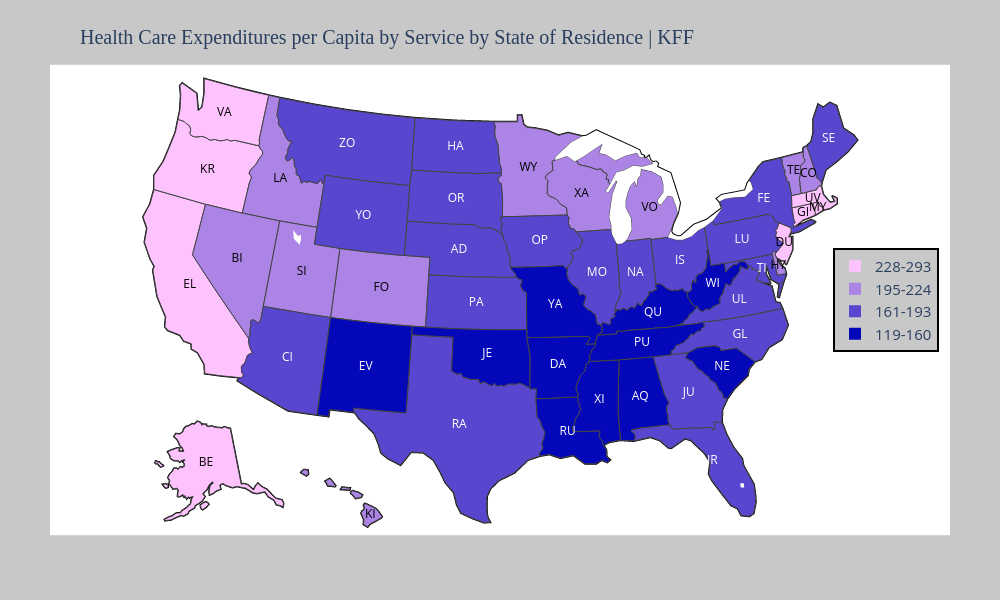 Health Care Expenditures per Capita by Service by State of Residence | KFF
VA
ZO
HA
SE
KR
LA
WY
XA
TE
CO
YO
OR
VO
FE
UV
MY
Gi
BI
AD
OP
LU
DU
EL
SI
FO
MO
NA
IS
TL
HY
WI
PA
YA
QU
UL
228-293
195-224
161-193
119-160
CI
EV
JE
DA
PU
GL
NE
XI
AQ
JU
RA
RU
BE
KI